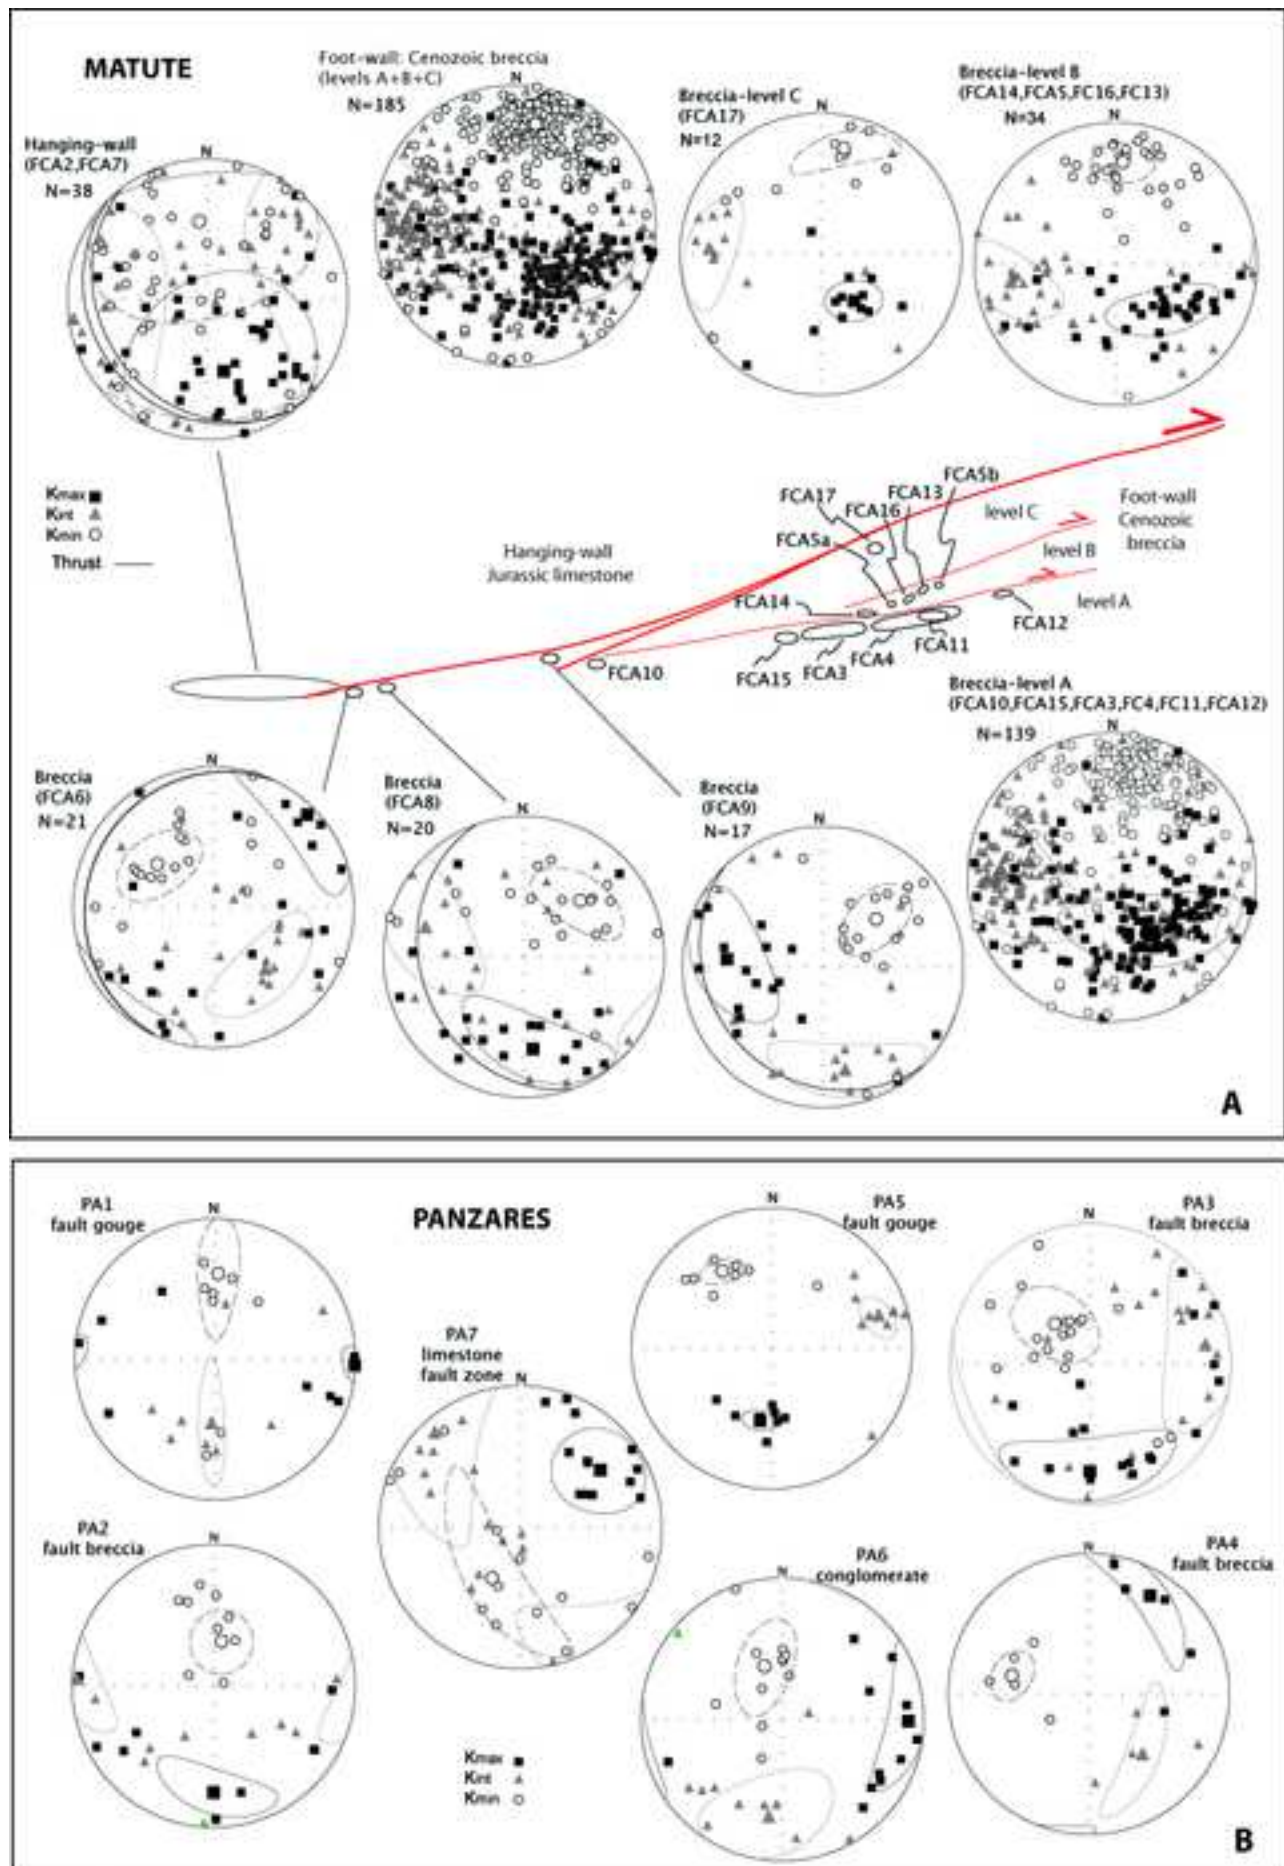 MATUTE
Foot-wall: Cenozoic breccia
(levels A+B+C)
N=185
N
Hanging-wall
(FCA2,FCA7)
N=38
N
Breccia-level C
(FCA17)
N=12
N
Breccia-level B
(FCA14,FCA5,FC16,FC13)
N=34
N
Kmax
Kint
Kmin
Thrust
Hanging-wall
Jurassic limestone
FCA17
FCA5a
FCA16
FCA13
FCA5b
level C
level B
level A
Foot-wall
Cenozoic
breccia
FCA14
FCA10
FCA15
FCA3
FCA4
FCA11
FCA12
Breccia
(FCA6)
N=21
N
Breccia
(FCA8)
N=20
N
Breccia
(FCA9)
N=17
N
Breccia-level A
(FCA10,FCA15,FCA3,FC4,FC11,FCA12)
N=139
N
A
PANZARES
PA1
fault gouge
N
PA7
limestone
fault zone
N
PA5
fault gouge
N
PA3
fault breccia
N
PA2
fault breccia
N
PA6
conglomerate
N
PA4
fault breccia
N
Kmax
Kint
Kmin
B